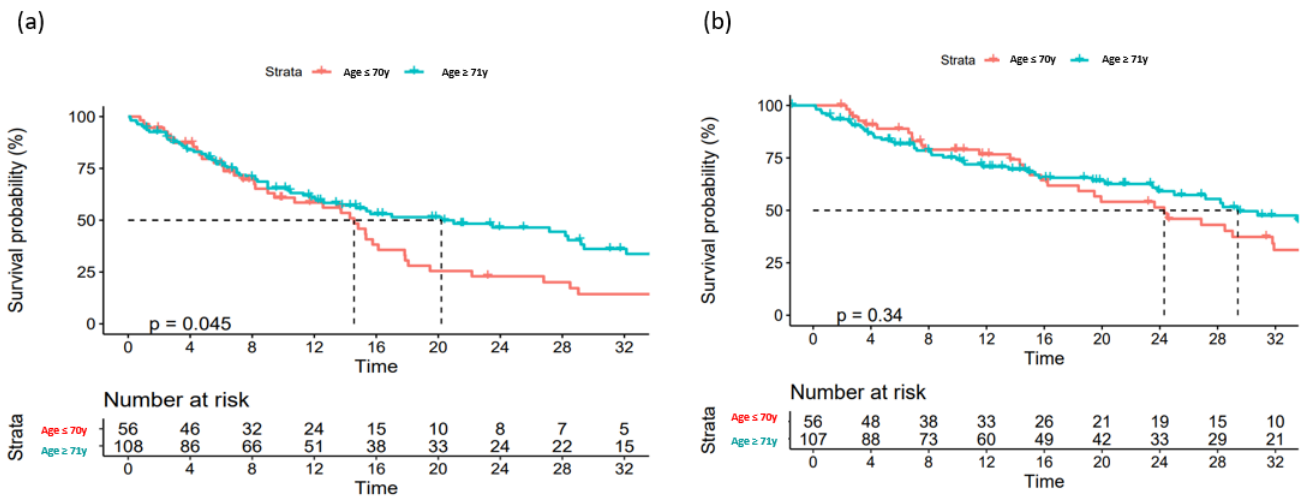 (a)
Strata Age ≤ 70y Age ≥ 71y
Survival probability (%)
100
75
50
25
0
p = 0.045
0 4 8 12 16 20 24 28 32
Time
Number at risk
Strata
Age ≤ 70y 56 46 32 24 15 10 8 7 5
Age ≥ 71y 108 86 66 51 38 33 24 22 15
0 4 8 12 16 20 24 28 32
Time
(b)
Strata Age ≤ 70y Age ≥ 71y
Survival probability (%)
100
75
50
25
0
p = 0.34
0 4 8 12 16 20 24 28 32
Time
Number at risk
Strata
Age ≤ 70y 56 48 38 33 26 21 19 15 10
Age ≥ 71y 107 88 73 60 49 42 33 29 21
0 4 8 12 16 20 24 28 32
Time